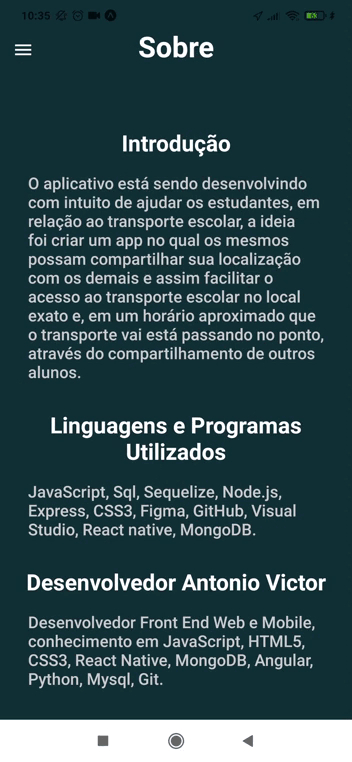 10:35
Sobre
Introdução
O aplicativo está sendo desenvolvindo
com intuito de ajudar os estudantes, em
relação ao transporte escolar, a ideia
foi criar um app no qual os mesmos
possam compartilhar sua localização
com os demais e assim facilitar o
acesso ao transporte escolar no local
exato e, em um horário aproximado que
o transporte vai está passando no ponto,
através do compartilhamento de outros
alunos.
Linguagens e Programas
Utilizados
JavaScript, Sql, Sequelize, Node.js,
Express, CSS3, Figma, GitHub, Visual
Studio, React native, MongoDB.
Desenvolvedor Antonio Victor
Desenvolvedor Front End Web e Mobile,
conhecimento em JavaScript, HTML5,
CSS3, React Native, MongoDB, Angular,
Python, Mysql, Git.